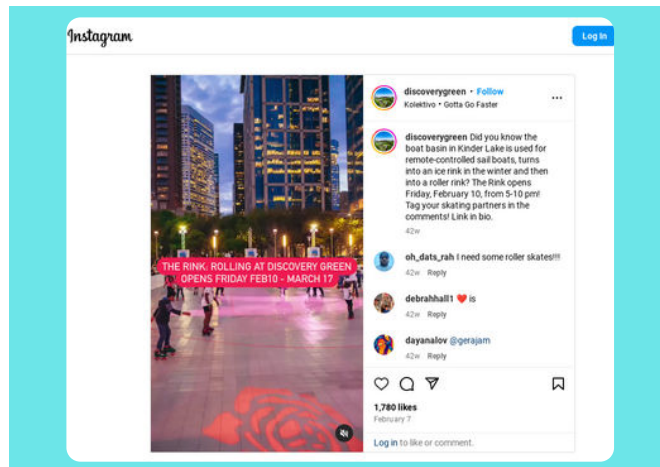 Instagram
Log In
discoverygreen • Follow
Kolektivo • Gotta Go Faster
discoverygreen Did you know the
boat basin in Kinder Lake is used for
remote-controlled sail boats, turns
into an ice rink in the winter and then
into a roller rink? The Rink opens
Friday, February 10, from 5-10 pm!
Tag your skating partners in the
comments! Link in bio.
42w
THE RINK: ROLLING AT DISCOVERY GREEN
OPENS FRIDAY FEB10 - MARCH 17
oh_dats_rah I need some roller skates!!!
42w Reply
debrahhall1 ❤️ is
42w Reply
dayanalov @gerajam
42w Reply
1,780 likes
February 7
Log in to like or comment.